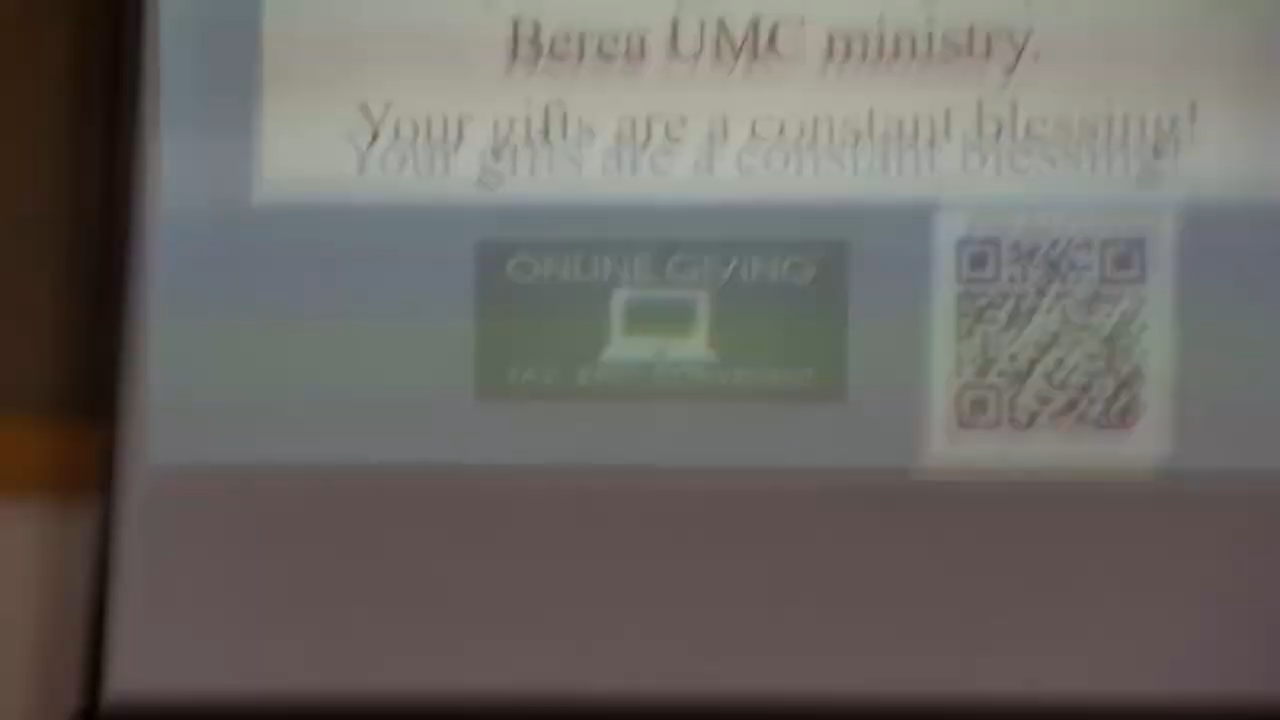 Berea UMC ministry.
Your gifts are a constant blessing!
ONLINE GIVING